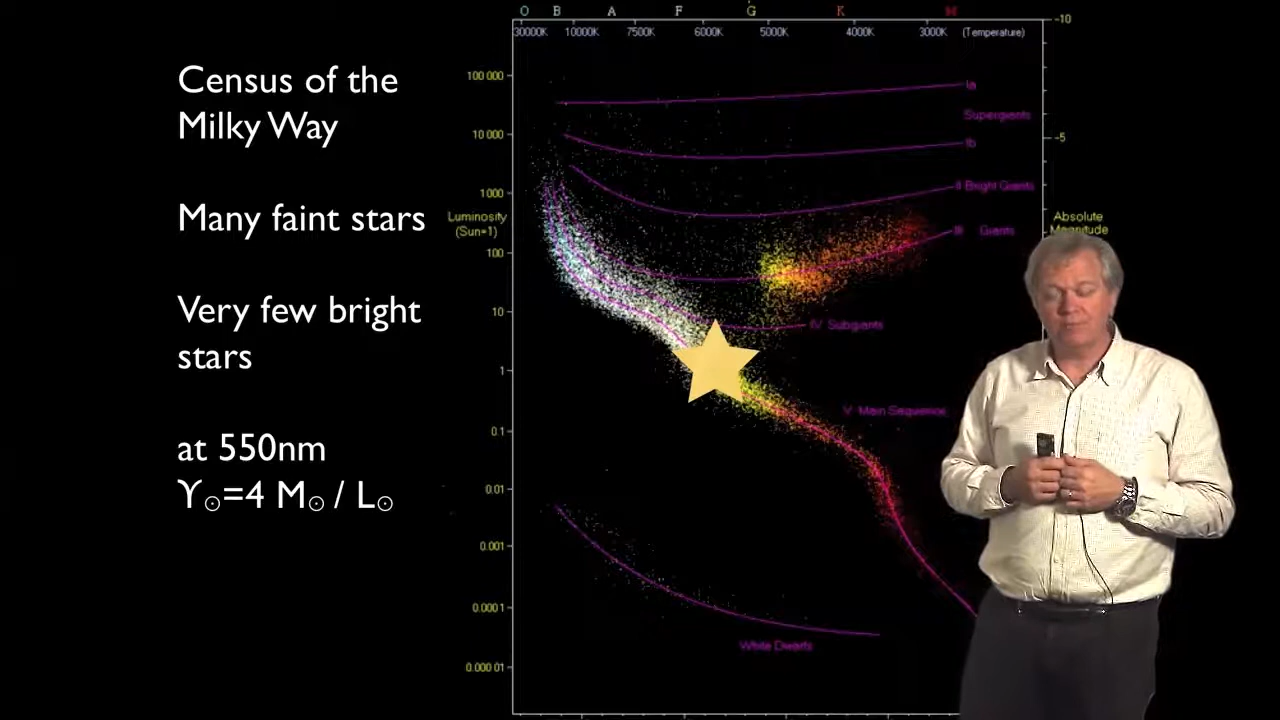 O B A F G K M
30000K 10000K 7500K 6000K 5000K 4000K 3000K (Temperature)
-10
Census of the
Milky Way
Many faint stars
Very few bright
stars
at 550nm
ϒ☉=4 M☉ / L☉
100 000
10 000
1 000
Luminosity
(Sun=1)
100
10
1
0.1
0.01
0.001
0.0001
0.000 01
Ia
Supergiants
Ib
-5
II Bright Giants
III Giants
Absolute
Magnitude
IV Subgiants
V Main Sequence
White Dwarfs